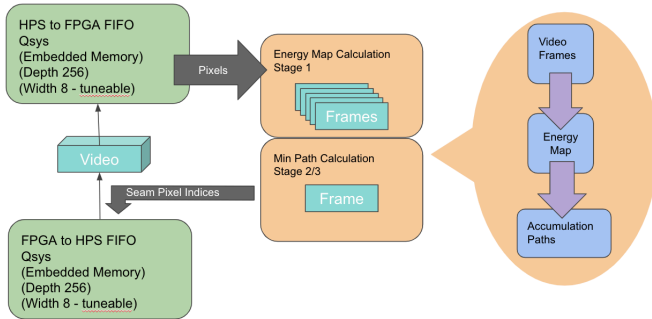 HPS to FPGA FIFO
Qsys
(Embedded Memory)
(Depth 256)
(Width 8 - tuneable)
Pixels
Energy Map Calculation
Stage 1
Frames
Video
Min Path Calculation
Stage 2/3
Frame
Seam Pixel Indices
FPGA to HPS FIFO
Qsys
(Embedded Memory)
(Depth 256)
(Width 8 - tuneable)
Video
Frames
Energy
Map
Accumulation
Paths